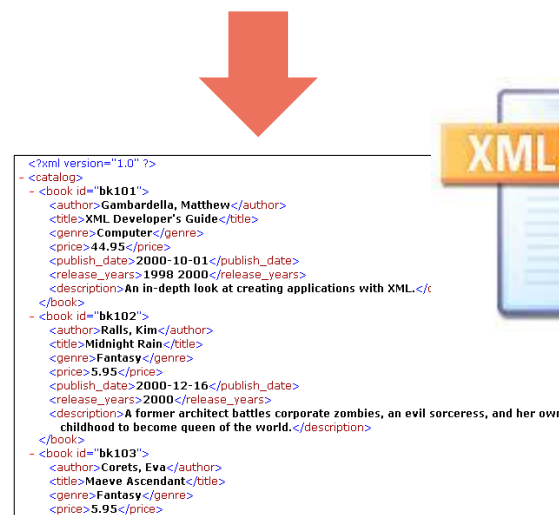 XML
<?xml version="1.0" ?>
- <catalog>
- <book id="bk101">
<author>Gambardella, Matthew</author>
<title>XML Developer's Guide</title>
<genre>Computer</genre>
<price>44.95</price>
<publish_date>2000-10-01</publish_date>
<release_years>1998 2000</release_years>
<description>An in-depth look at creating applications with XML.</
</book>
- <book id="bk102">
<author>Ralls, Kim</author>
<title>Midnight Rain</title>
<genre>Fantasy</genre>
<price>5.95</price>
<publish_date>2000-12-16</publish_date>
<release_years>2000</release_years>
<description>A former architect battles corporate zombies, an evil sorceress, and her own
childhood to become queen of the world.</description>
</book>
- <book id="bk103">
<author>Corets, Eva</author>
<title>Maeve Ascendant</title>
<genre>Fantasy</genre>
<price>5.95</price>